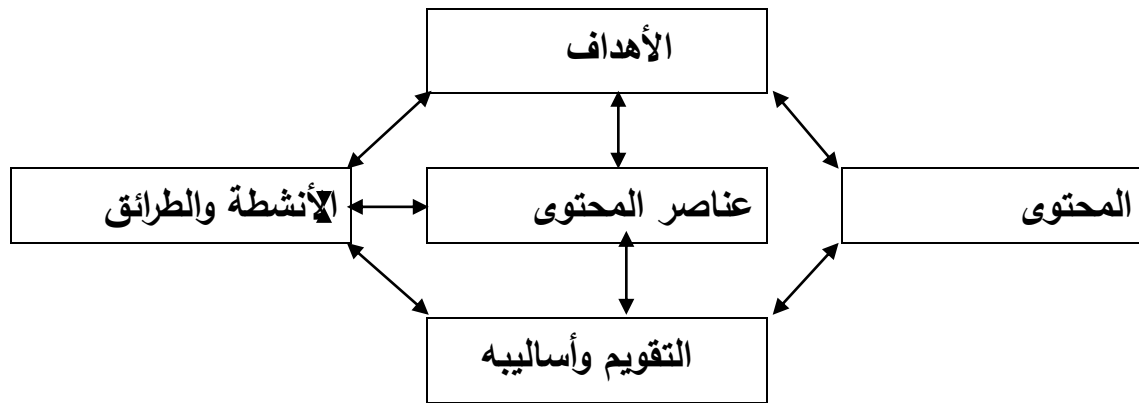 الأهداف
المحتوى
عناصر المحتوى
الأنشطة والطرائق
التقويم وأساليبه